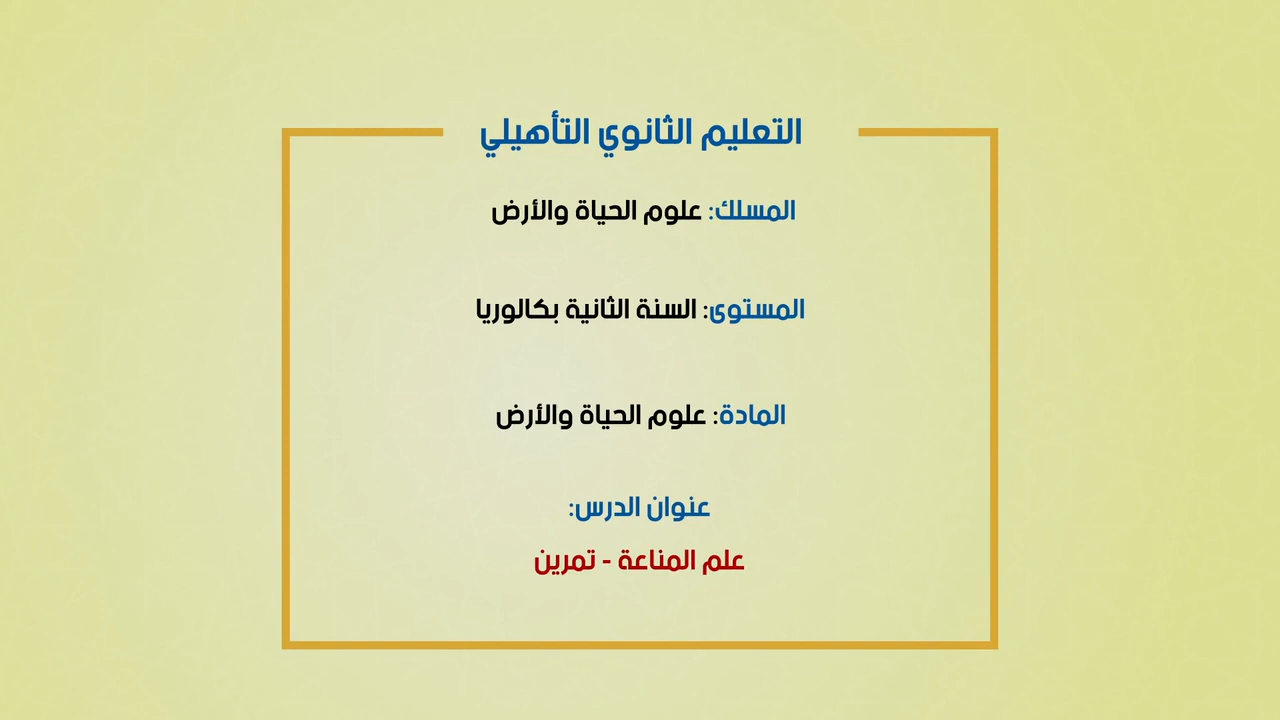 التعليم الثانوي التأهيلي
المسلك: علوم الحياة والأرض
المستوى: السنة الثانية بكالوريا
المادة: علوم الحياة والأرض
عنوان الدرس:
علم المناعة - تمرين